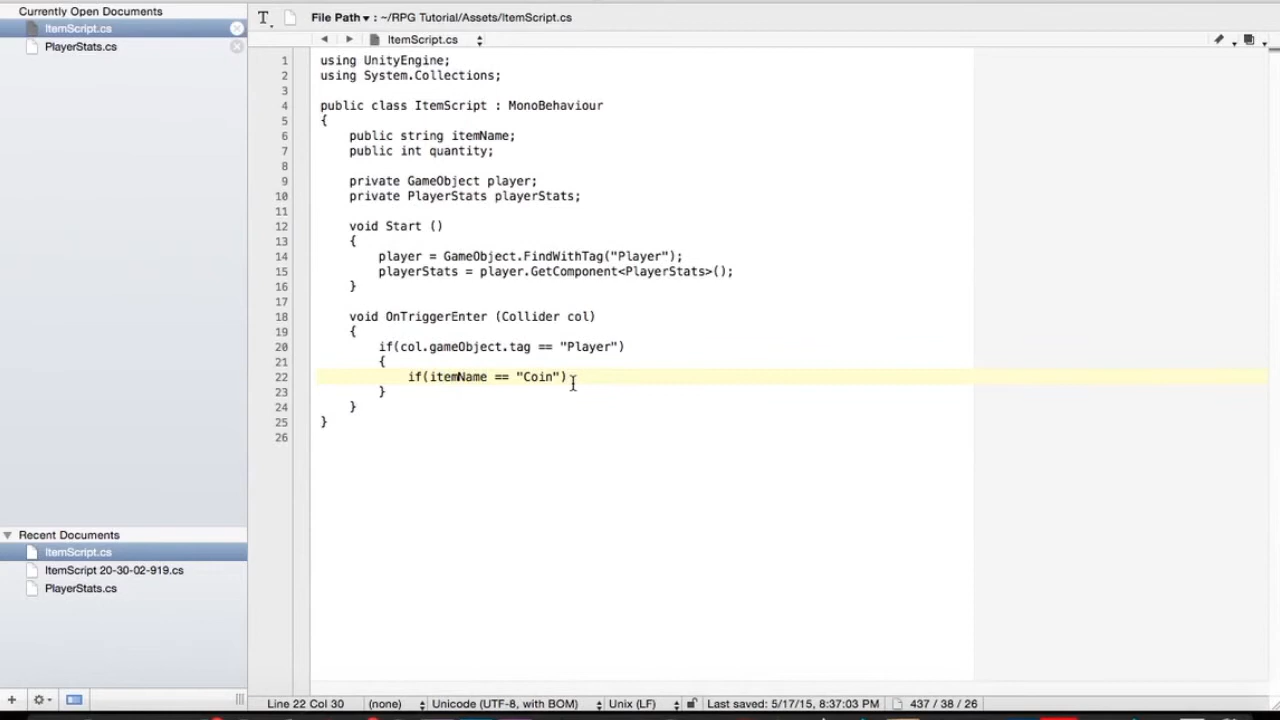 Currently Open Documents
ItemScript.cs
PlayerStats.cs
Recent Documents
ItemScript.cs
ItemScript 20-30-02-919.cs
PlayerStats.cs
T. File Path ▾ : ~/RPG Tutorial/Assets/ItemScript.cs
ItemScript.cs
1 using UnityEngine;
2 using System.Collections;
3
4 public class ItemScript : MonoBehaviour
5 {
6 public string itemName;
7 public int quantity;
8
9 private GameObject player;
10 private PlayerStats playerStats;
11
12 void Start ()
13 {
14 player = GameObject.FindWithTag("Player");
15 playerStats = player.GetComponent<PlayerStats>();
16 }
17
18 void OnTriggerEnter (Collider col)
19 {
20 if(col.gameObject.tag == "Player")
21 {
22 if(itemName == "Coin")
23 }
24 }
25 }
26
Line 22 Col 30 (none) Unicode (UTF-8, with BOM) Unix (LF) Last saved: 5/17/15, 8:37:03 PM 437 / 38 / 26